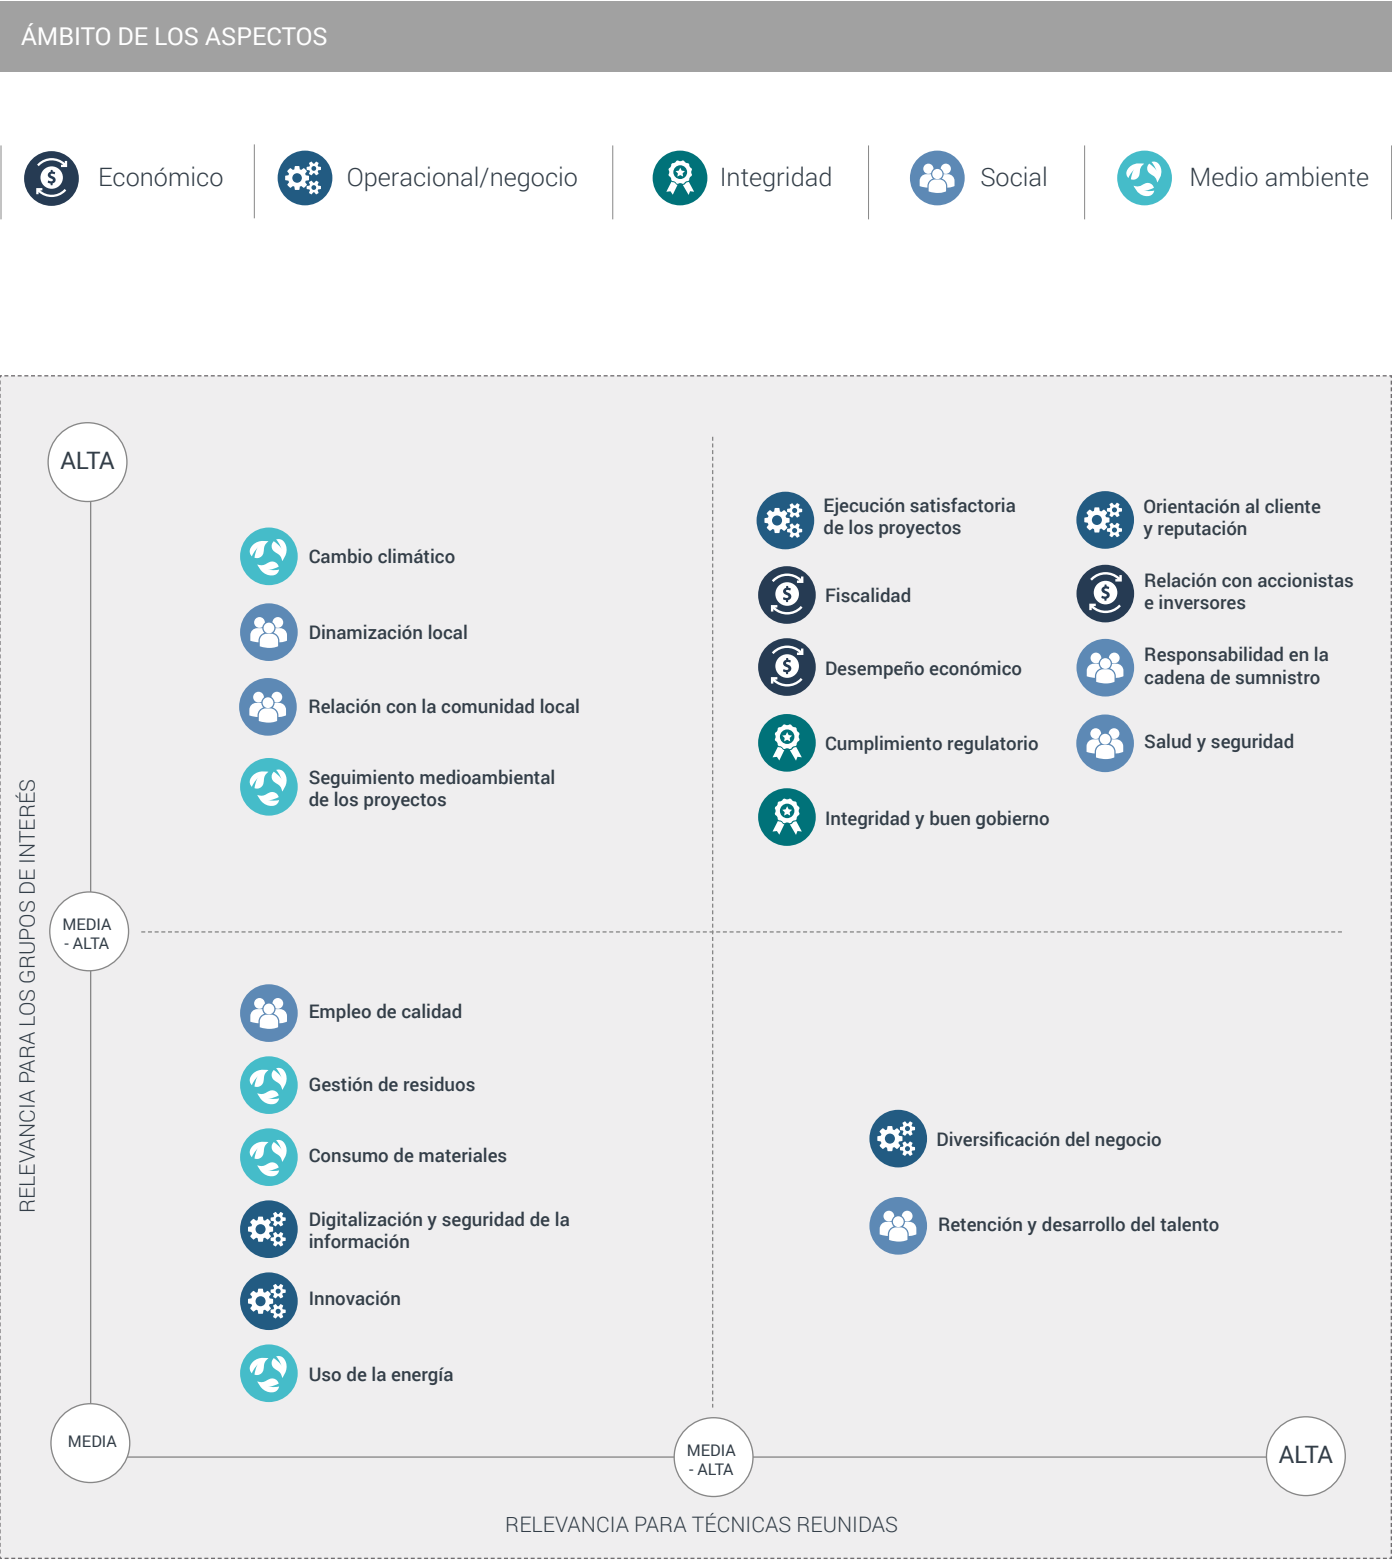 ÁMBITO DE LOS ASPECTOS
Económico
Operacional/negocio
Integridad
Social
Medio ambiente
RELEVANCIA PARA LOS GRUPOS DE INTERÉS
ALTA
Cambio climático
Dinamización local
Relación con la comunidad local
Seguimiento medioambiental
de los proyectos
Ejecución satisfactoria
de los proyectos
Fiscalidad
Desempeño económico
Cumplimiento regulatorio
Integridad y buen gobierno
Orientación al cliente
y reputación
Relación con accionistas
e inversores
Responsabilidad en la
cadena de sumnistro
Salud y seguridad
MEDIA
- ALTA
Empleo de calidad
Gestión de residuos
Consumo de materiales
Digitalización y seguridad de la
información
Innovación
Uso de la energía
Diversificación del negocio
Retención y desarrollo del talento
MEDIA
MEDIA
- ALTA
ALTA
RELEVANCIA PARA TÉCNICAS REUNIDAS